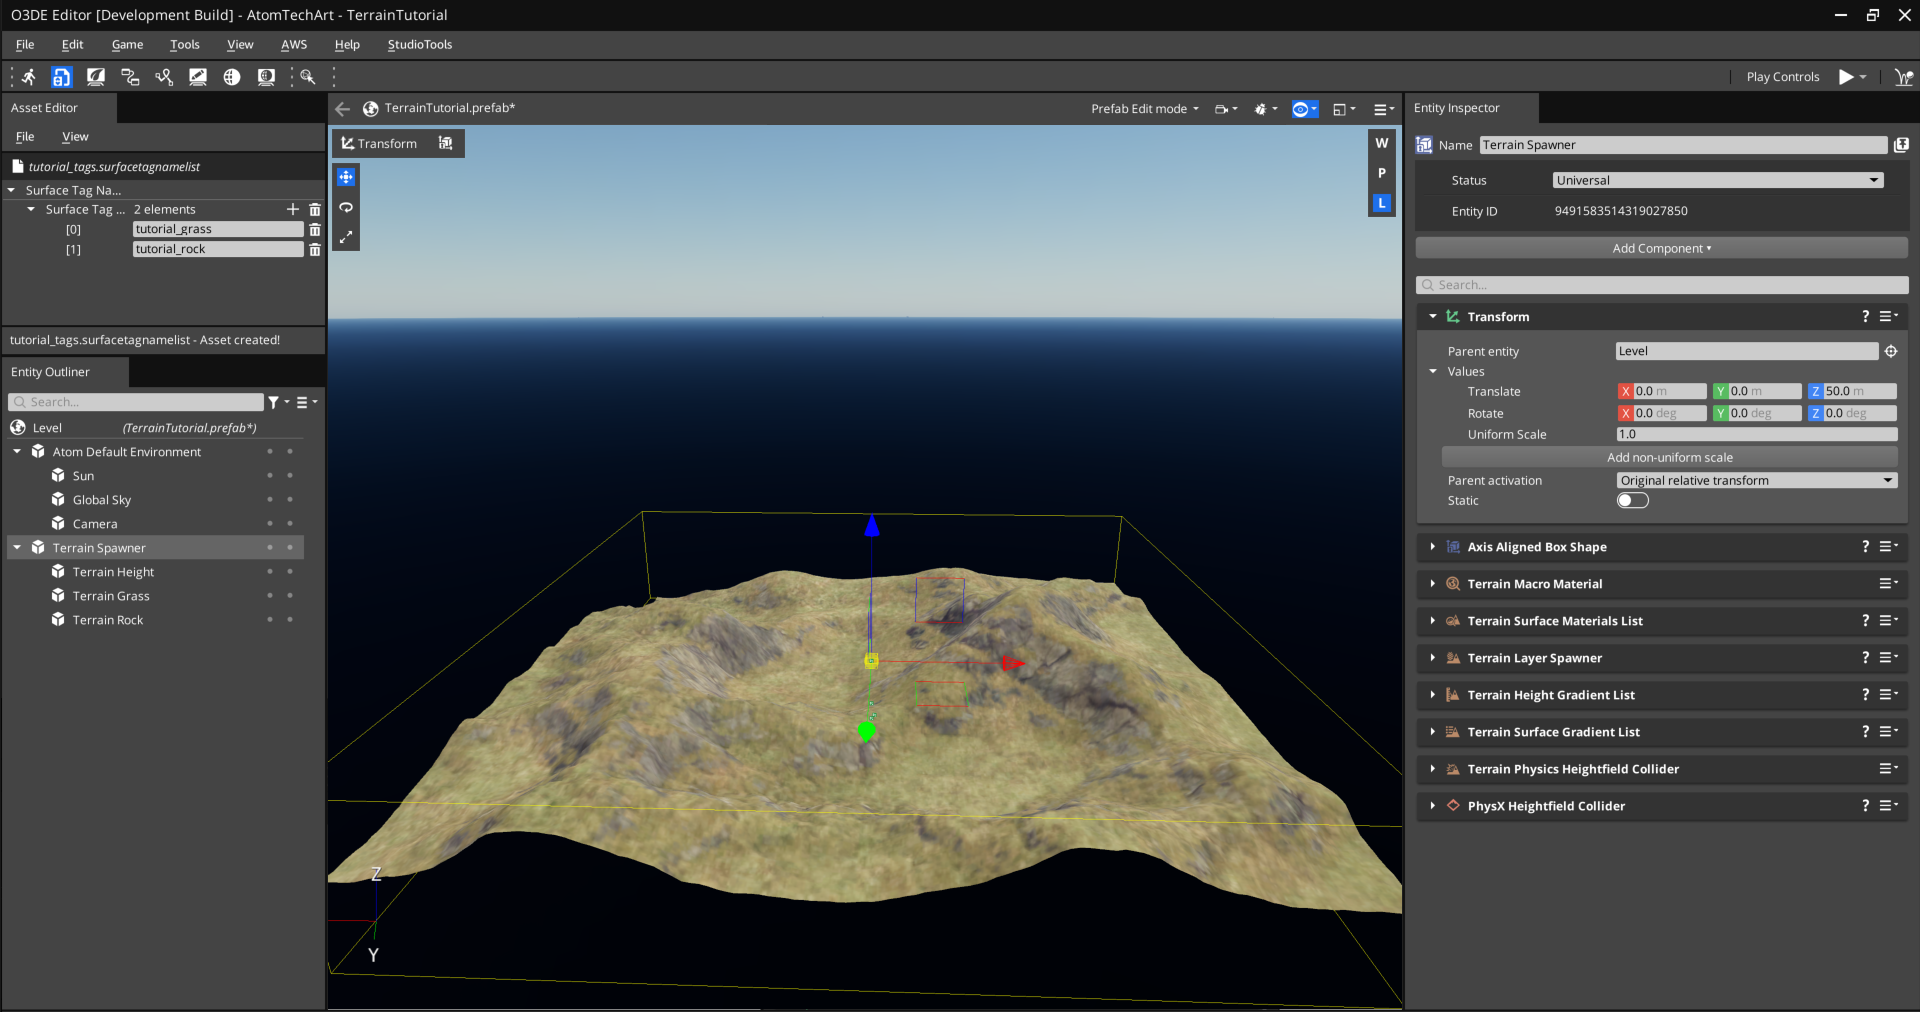 O3DE Editor [Development Build] - AtomTechArt - TerrainTutorial
File Edit Game Tools View AWS Help StudioTools
Play Controls
Asset Editor
File View
tutorial_tags.surfacetagnamelist
Surface Tag Na...
Surface Tag ... 2 elements
[0] tutorial_grass
[1] tutorial_rock
tutorial_tags.surfacetagnamelist - Asset created!
Entity Outliner
Search...
Level (TerrainTutorial.prefab*)
Atom Default Environment
Sun
Global Sky
Camera
Terrain Spawner
Terrain Height
Terrain Grass
Terrain Rock
TerrainTutorial.prefab*
Prefab Edit mode
Transform
W
P
L
Z
Y
Entity Inspector
Name Terrain Spawner
Status Universal
Entity ID 9491583514319027850
Add Component
Search...
Transform ?
Parent entity Level
Values
Translate X 0.0 m Y 0.0 m Z 50.0 m
Rotate X 0.0 deg Y 0.0 deg Z 0.0 deg
Uniform Scale 1.0
Add non-uniform scale
Parent activation Original relative transform
Static
Axis Aligned Box Shape ?
Terrain Macro Material
Terrain Surface Materials List ?
Terrain Layer Spawner ?
Terrain Height Gradient List ?
Terrain Surface Gradient List ?
Terrain Physics Heightfield Collider
PhysX Heightfield Collider ?